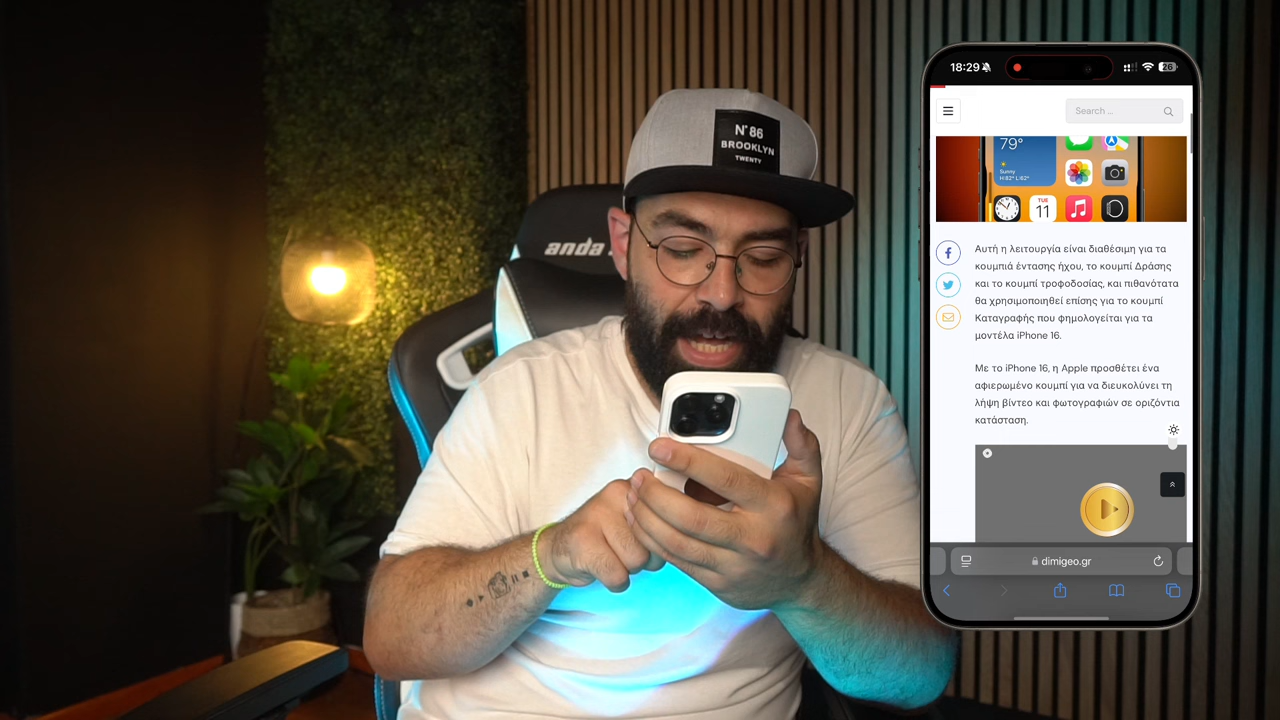 N° 86
BROOKLYN
TWENTY
anda
18:29
26
Search ...
79°
Sunny
H:82° L:62°
TUE
11
Αυτή η λειτουργία είναι διαθέσιμη για τα
κουμπιά έντασης ήχου, το κουμπί Δράσης
και το κουμπί τροφοδοσίας, και πιθανότατα
θα χρησιμοποιηθεί επίσης για το κουμπί
Καταγραφής που φημολογείται για τα
μοντέλα iPhone 16.
Με το iPhone 16, η Apple προσθέτει ένα
αφιερωμένο κουμπί για να διευκολύνει τη
λήψη βίντεο και φωτογραφιών σε οριζόντια
κατάσταση.
dimigeo.gr